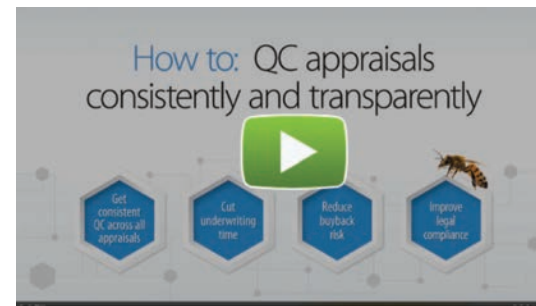 How to: QC appraisals
consistently and transparently
Get
consistent
QC across all
appraisals
Cut
underwriting
time
Reduce
buyback
risk
Improve
legal
compliance